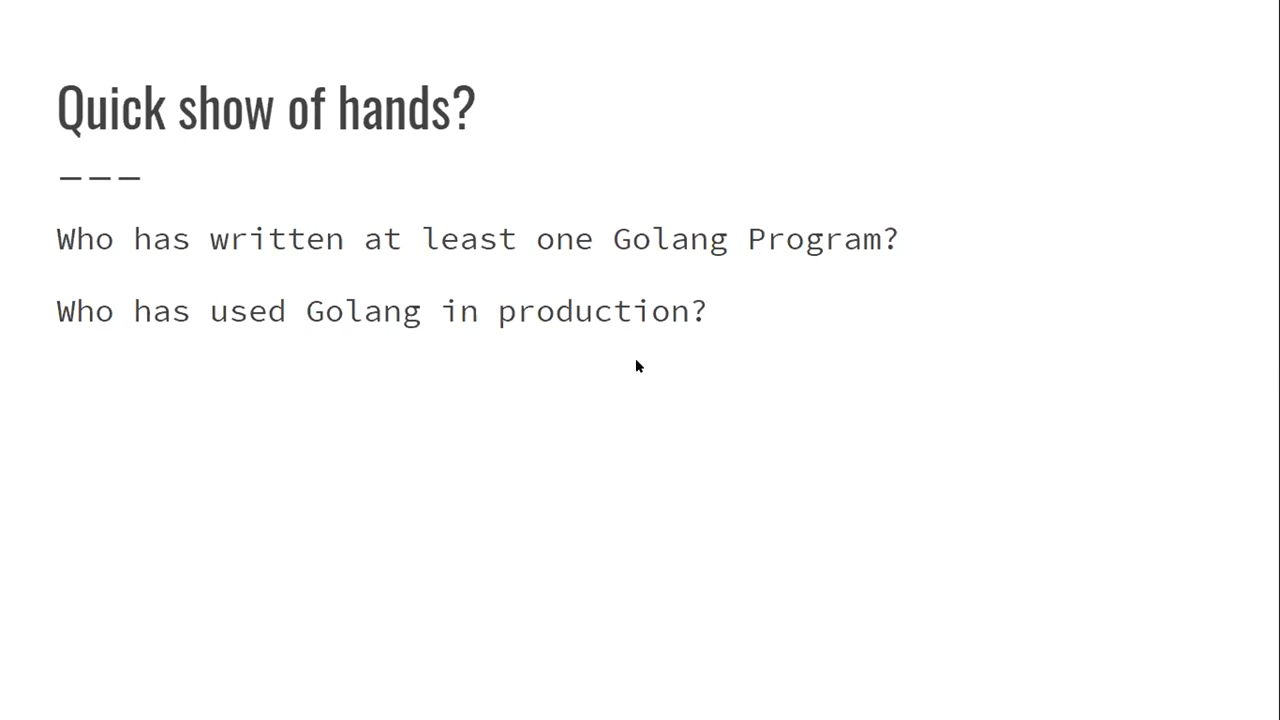 Quick show of hands?
Who has written at least one Golang Program?
Who has used Golang in production?